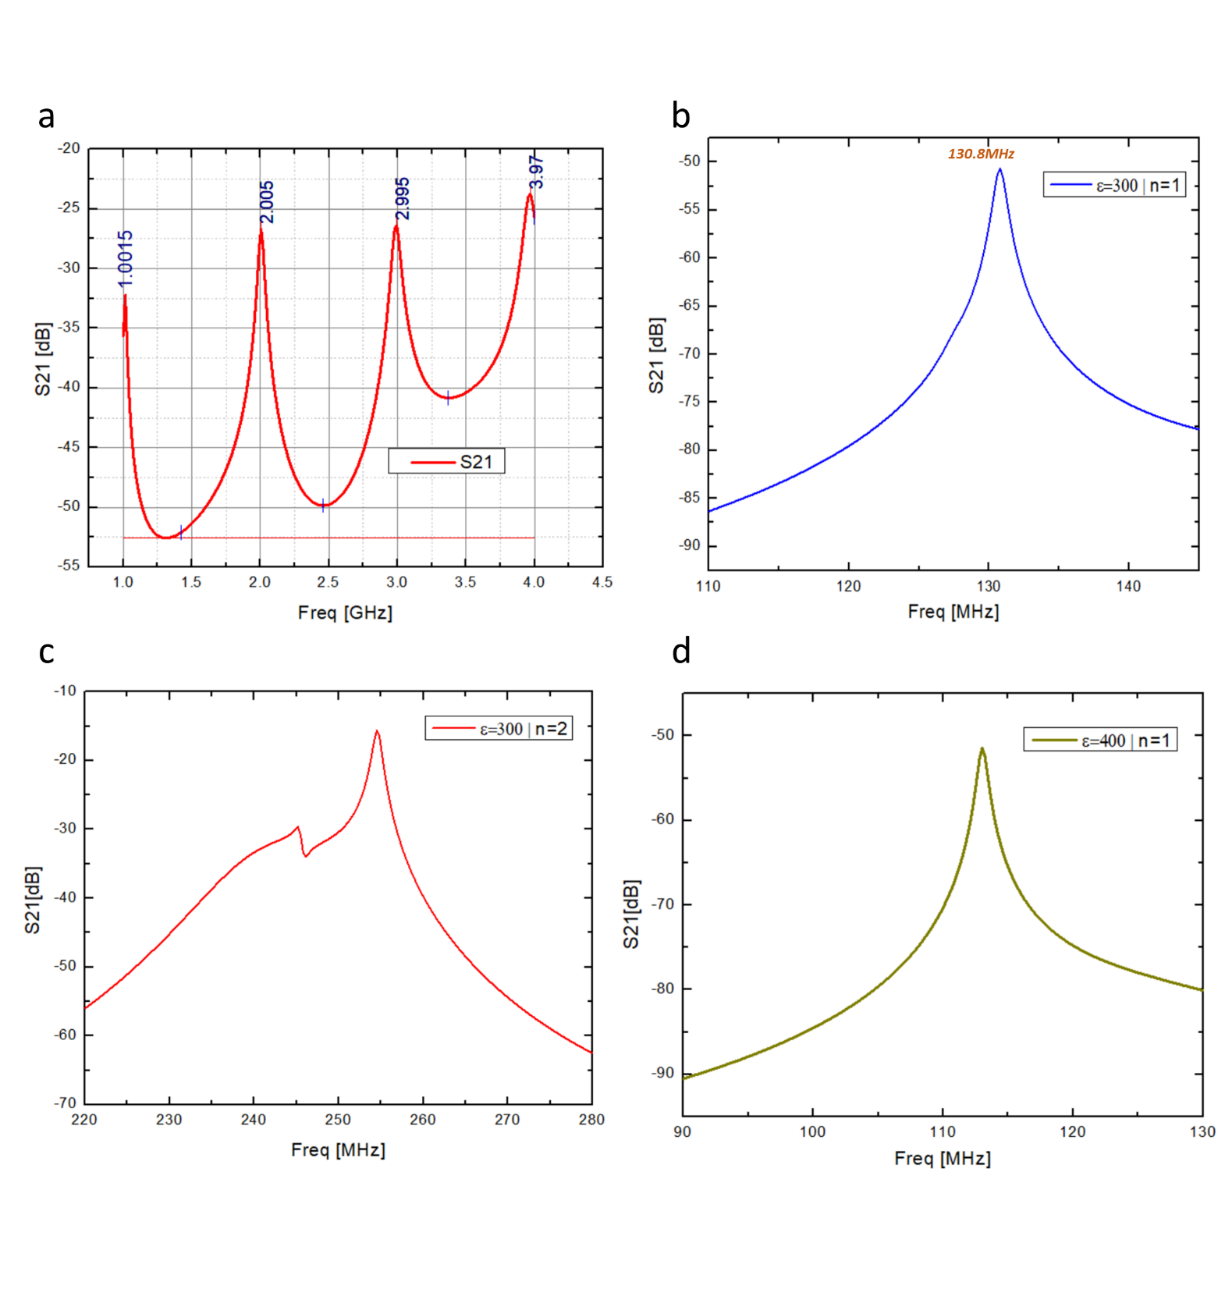 a
-20
-25
-30
-35
-40
-45
-50
-55
S21 [dB]
1.0015
2.005
2.995
3.97
S21
1.0 1.5 2.0 2.5 3.0 3.5 4.0 4.5
Freq [GHz]
b
-50
-55
-60
-65
-70
-75
-80
-85
-90
S21 [dB]
130.8MHz
ε=300 | n=1
110 120 130 140
Freq [MHz]
c
-10
-20
-30
-40
-50
-60
-70
S21[dB]
ε=300 | n=2
220 230 240 250 260 270 280
Freq [MHz]
d
-50
-60
-70
-80
-90
S21[dB]
ε=400 | n=1
90 100 110 120 130
Freq [MHz]